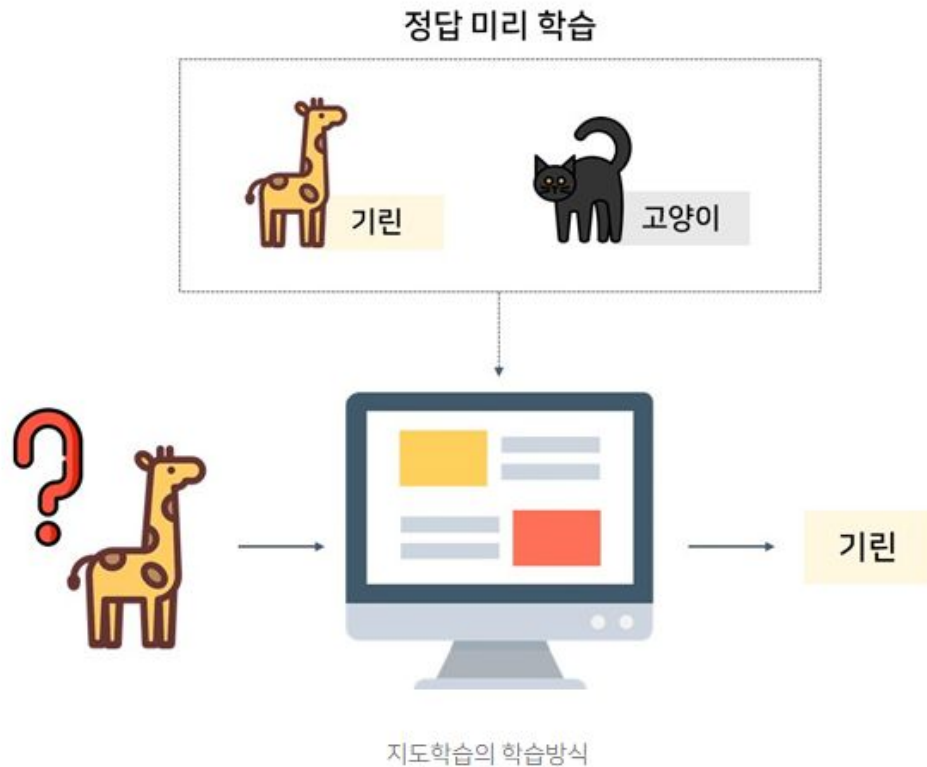 정답 미리 학습
기린
고양이
기린
지도학습의 학습방식